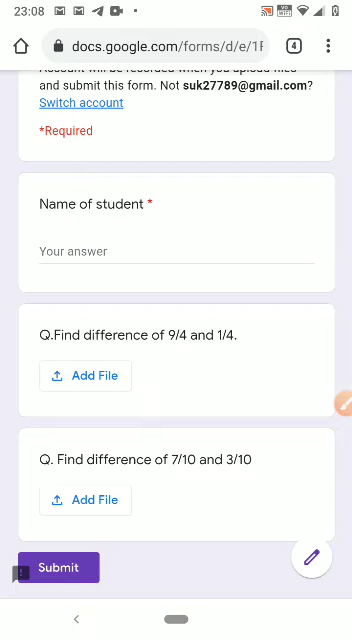 23:08
VO
WIFI
docs.google.com/forms/d/e/1F
4
and submit this form. Not suk27789@gmail.com?
Switch account
*Required
Name of student *
Your answer
Q.Find difference of 9/4 and 1/4.
Add File
Q. Find difference of 7/10 and 3/10
Add File
Submit